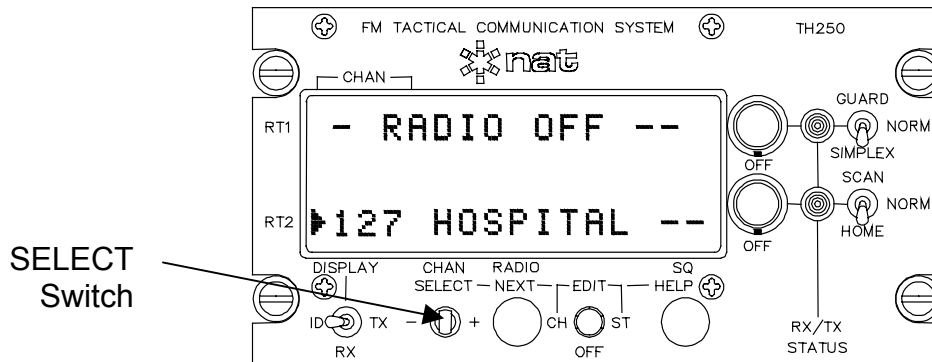 FM TACTICAL COMMUNICATION SYSTEM TH250
nat
CHAN
GUARD
RT1 - RADIO OFF -- NORM
OFF SIMPLEX
SCAN
RT2 127 HOSPITAL -- NORM
OFF HOME
SELECT
Switch
DISPLAY CHAN RADIO SQ
SELECT NEXT EDIT HELP
ID TX - + CH ST
RX OFF
RX/TX
STATUS